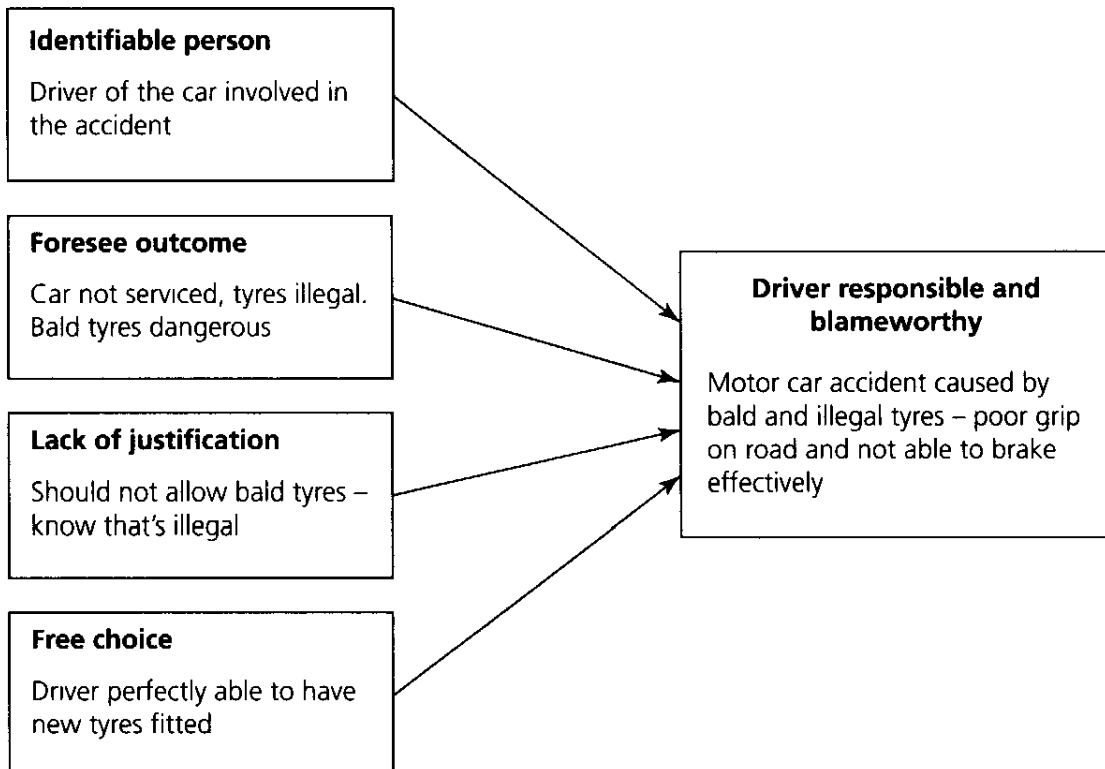 Identifiable person
Driver of the car involved in
the accident
Foresee outcome
Car not serviced, tyres illegal.
Bald tyres dangerous
Lack of justification
Should not allow bald tyres –
know that's illegal
Free choice
Driver perfectly able to have
new tyres fitted
Driver responsible and
blameworthy
Motor car accident caused by
bald and illegal tyres – poor grip
on road and not able to brake
effectively